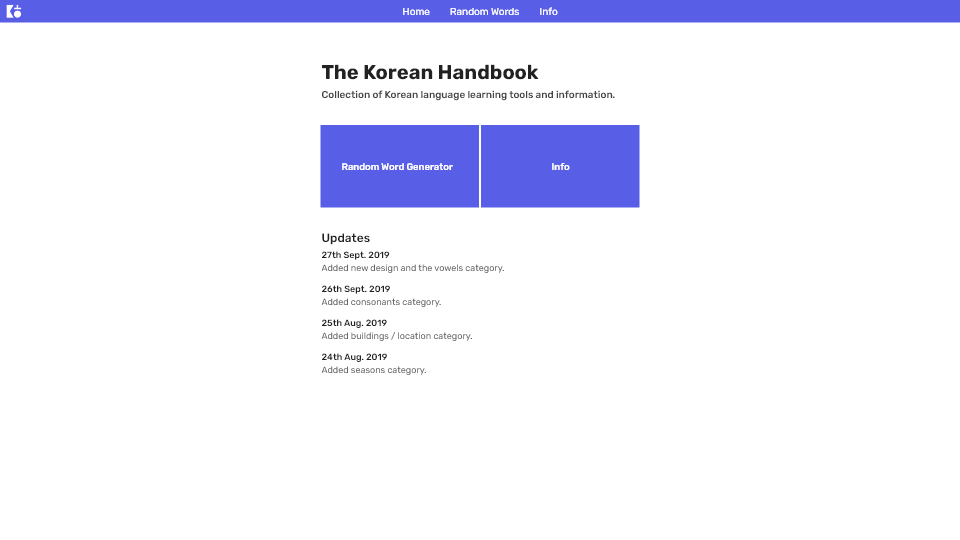 Home Random Words Info
The Korean Handbook
Collection of Korean language learning tools and information.
Random Word Generator Info
Updates
27th Sept. 2019
Added new design and the vowels category.
26th Sept. 2019
Added consonants category.
25th Aug. 2019
Added buildings / location category.
24th Aug. 2019
Added seasons category.